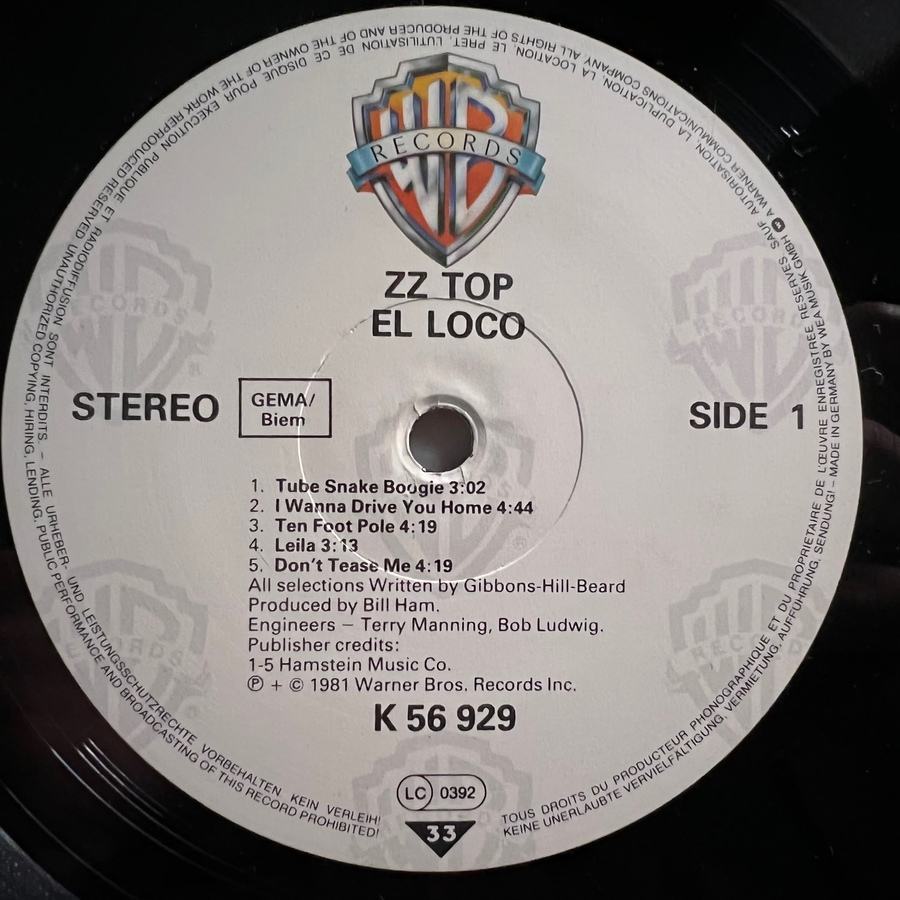 WB
RECORDS
ZZ TOP
EL LOCO
STEREO
GEMA/
Biem
SIDE 1
1. Tube Snake Boogie 3:02
2. I Wanna Drive You Home 4:44
3. Ten Foot Pole 4:19
4. Leila 3:13
5. Don't Tease Me 4:19
All selections Written by Gibbons-Hill-Beard
Produced by Bill Ham.
Engineers – Terry Manning, Bob Ludwig.
Publisher credits:
1-5 Hamstein Music Co.
℗ + © 1981 Warner Bros. Records Inc.
K 56 929
LC 0392
33
TOUS DROITS DU PRODUCTEUR PHONOGRAPHIQUE ET DU PROPRIETAIRE DE L'ŒUVRE ENREGISTREE RESERVES. SAUF AUTORISATION, LA DUPLICATION, LA LOCATION, LE PRET, L'UTILISATION DE CE DISQUE POUR EXECUTION PUBLIQUE ET RADIODIFFUSION SONT INTERDITS. – ALLE URHEBER- UND LEISTUNGSSCHUTZRECHTE VORBEHALTEN. KEIN VERLEIH!
KEINE UNERLAUBTE VERVIELFÄLTIGUNG, VERMIETUNG, AUFFÜHRUNG, SENDUNG! – MADE IN GERMANY BY WEA MUSIK GMBH A WARNER COMMUNICATIONS COMPANY ALL RIGHTS OF THE PRODUCER AND OF THE OWNER OF THE WORK REPRODUCED RESERVED UNAUTHORIZED COPYING, HIRING, LENDING, PUBLIC PERFORMANCE AND BROADCASTING OF THIS RECORD PROHIBITED!